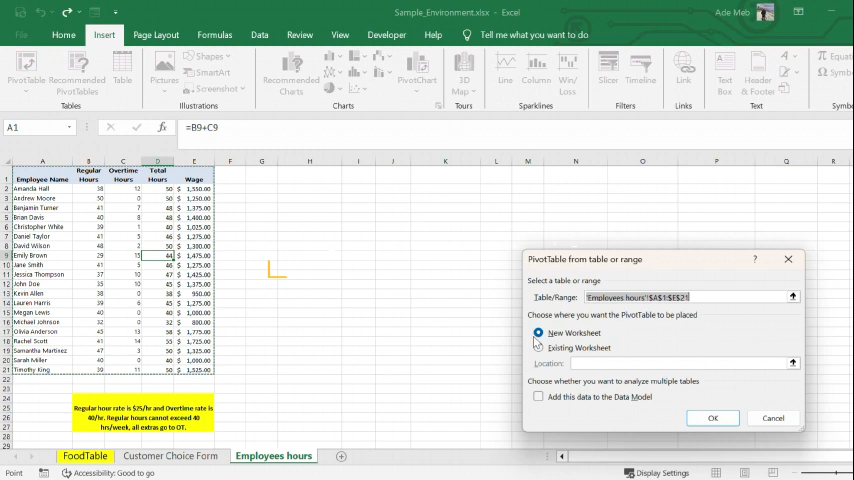 Sample_Environment.xlsx - Excel
Ade Meb
File Home Insert Page Layout Formulas Data Review View Developer Help Tell me what you want to do
PivotTable Recommended PivotTables Table
Pictures Shapes SmartArt Screenshot
Recommended Charts PivotChart
3D Map Line Column Win/Loss
Slicer Timeline Link Text Box Header & Footer
Equat Symbo
Tables Illustrations Charts Tours Sparklines Filters Links Text Symbo
A1 fx =B9+C9
A B C D E F G H I J K L M N O P Q R
1 Employee Name Regular Hours Overtime Hours Total Hours Wage
2 Amanda Hall 38 12 50 $ 1,550.00
3 Andrew Moore 50 0 50 $ 1,250.00
4 Benjamin Turner 41 7 48 $ 1,375.00
5 Brian Davis 40 8 48 $ 1,400.00
6 Christopher White 39 1 40 $ 1,025.00
7 Daniel Taylor 41 5 46 $ 1,275.00
8 David Wilson 48 2 50 $ 1,300.00
9 Emily Brown 29 15 44 $ 1,475.00
10 Jane Smith 41 5 46 $ 1,275.00
11 Jessica Thompson 37 10 47 $ 1,425.00
12 John Doe 35 10 45 $ 1,375.00
13 Kevin Allen 38 0 38 $ 950.00
14 Lauren Harris 39 6 45 $ 1,275.00
15 Megan Lewis 40 0 40 $ 1,000.00
16 Michael Johnson 32 0 32 $ 800.00
17 Olivia Anderson 45 13 58 $ 1,775.00
18 Rachel Scott 41 14 55 $ 1,725.00
19 Samantha Martinez 47 3 50 $ 1,325.00
20 Sarah Miller 40 0 40 $ 1,000.00
21 Timothy King 39 11 50 $ 1,525.00
22
23
24
25
26
27
28
29
Regular hour rate is $25/hr and Overtime rate is
40/hr. Regular hours cannot exceed 40
hrs/week, all extras go to OT.
PivotTable from table or range ?
Select a table or range
Table/Range: 'Employees hours'!$A$1:$E$21
Choose where you want the PivotTable to be placed
New Worksheet
Existing Worksheet
Location:
Choose whether you want to analyze multiple tables
Add this data to the Data Model
OK Cancel
FoodTable Customer Choice Form Employees hours
Point Accessibility: Good to go Display Settings